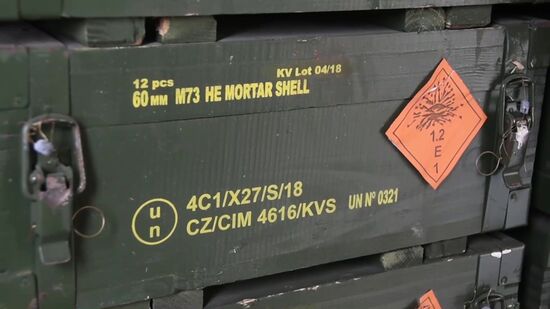 KV Lot 04/18
12 pcs
60 MM M73 HE MORTAR SHELL
1.2
E
1
un
4C1/X27/S/18
CZ/CIM 4616/KVS UN Nº 0321